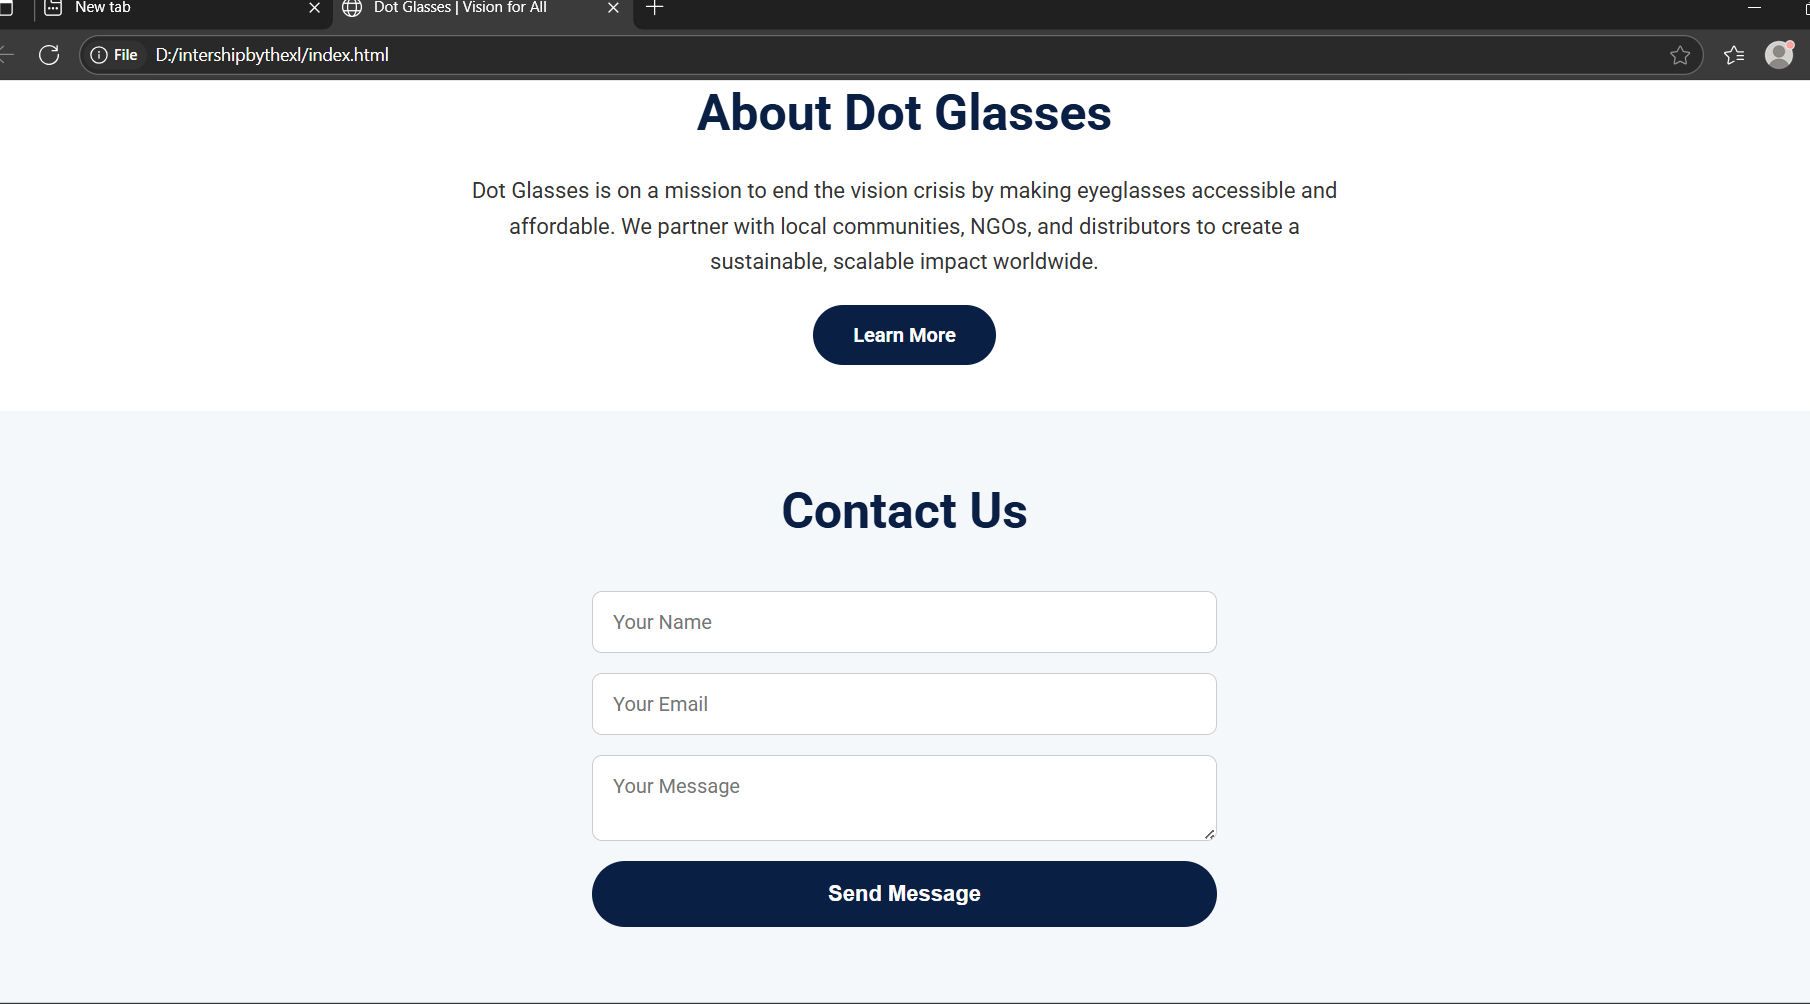 New tab
Dot Glasses | Vision for All
File D:/intershipbythexl/index.html
About Dot Glasses
Dot Glasses is on a mission to end the vision crisis by making eyeglasses accessible and
affordable. We partner with local communities, NGOs, and distributors to create a
sustainable, scalable impact worldwide.
Learn More
Contact Us
Your Name
Your Email
Your Message
Send Message